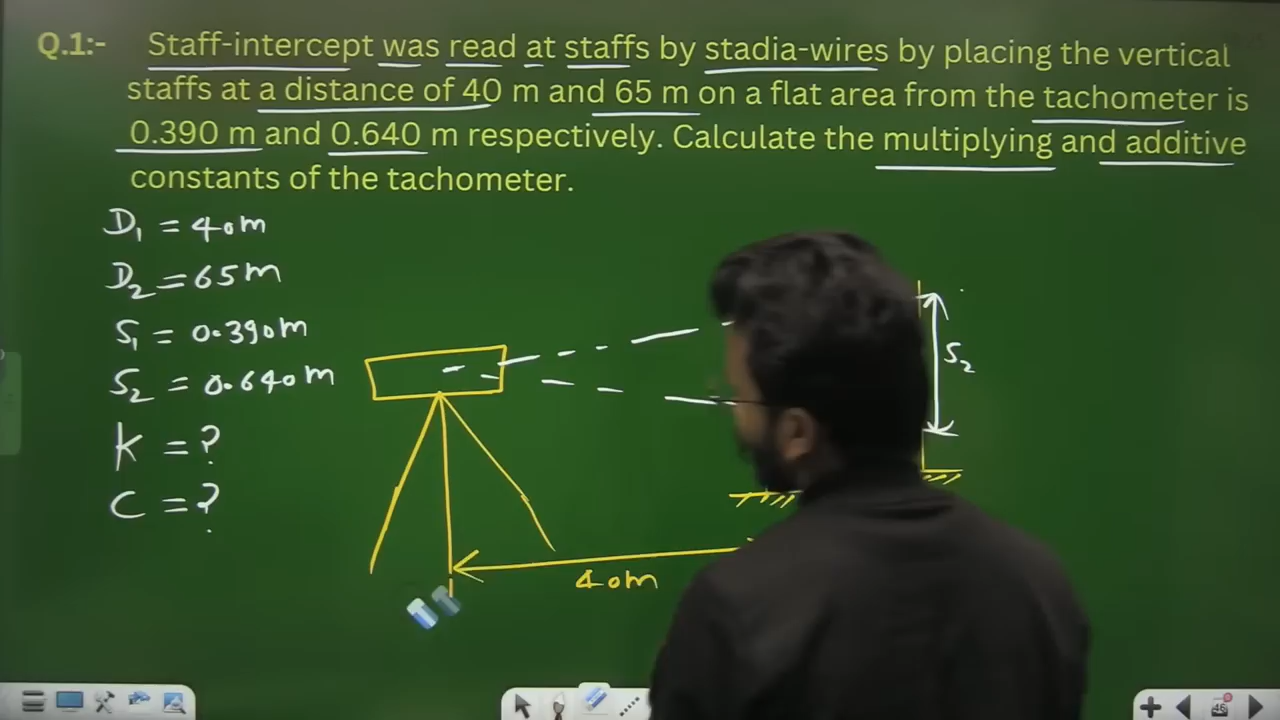 Q.1:- Staff-intercept was read at staffs by stadia-wires by placing the vertical
staffs at a distance of 40 m and 65 m on a flat area from the tachometer is
0.390 m and 0.640 m respectively. Calculate the multiplying and additive
constants of the tachometer.
D₁ = 40m
D₂ = 65m
S₁ = 0.390m
S₂ = 0.640m
K = ?
C = ?
S₂
40m
46